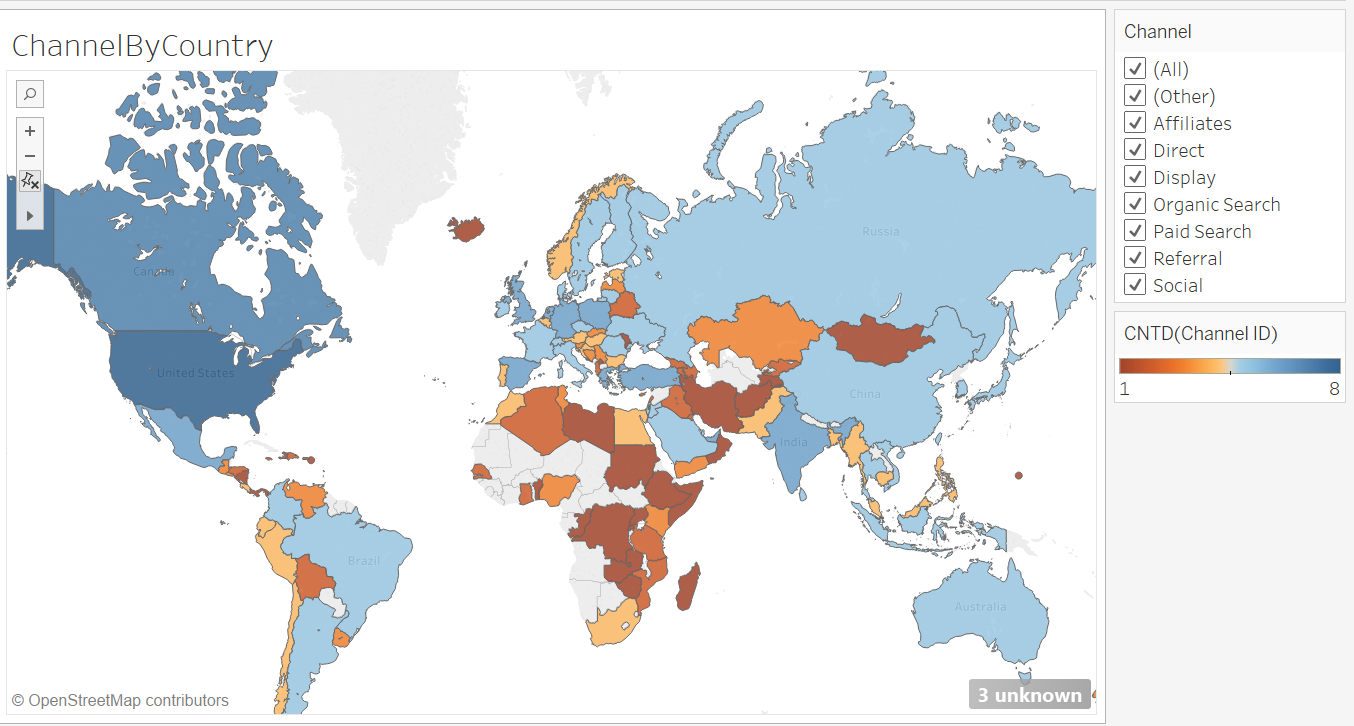 ChannelByCountry
Canada
United States
Brazil
Russia
China
India
Australia
© OpenStreetMap contributors
3 unknown
Channel
(All)
(Other)
Affiliates
Direct
Display
Organic Search
Paid Search
Referral
Social
CNTD(Channel ID)
1 8